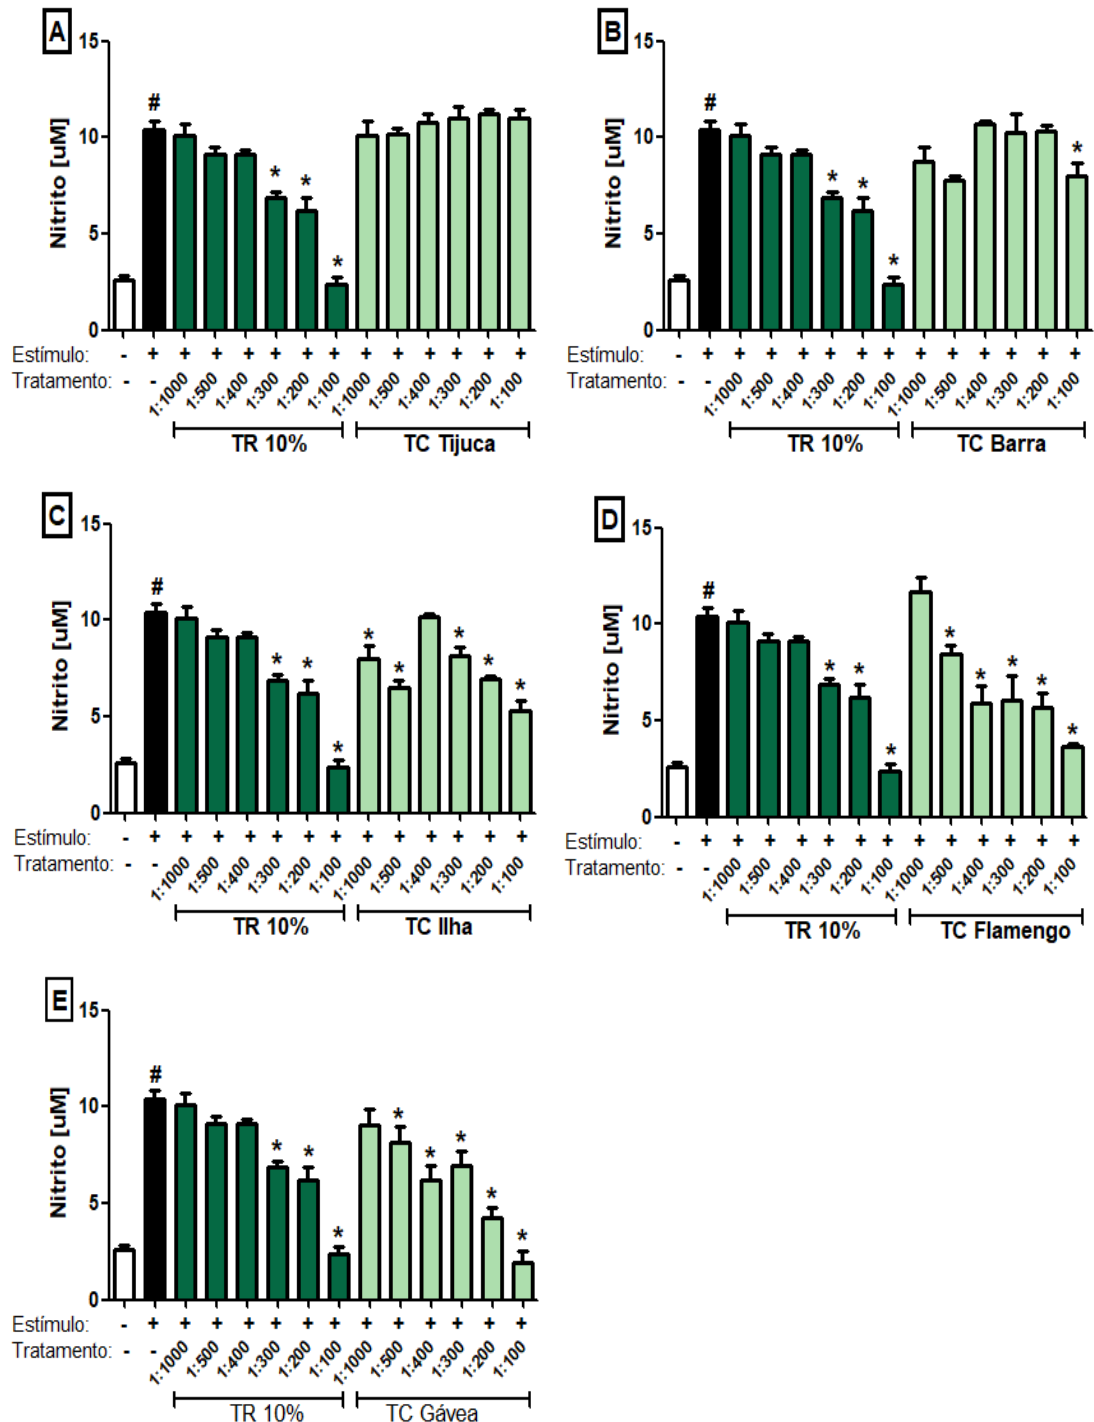 A
15
10
5
0
Nitrito [uM]
#
* * *
Estímulo: - + + + + + + + + + + + + +
Tratamento: - - 1:1000 1:500 1:400 1:300 1:200 1:100 1:1000 1:500 1:400 1:300 1:200 1:100
TR 10% TC Tijuca
B
15
10
5
0
Nitrito [uM]
#
* * * *
Estímulo: - + + + + + + + + + + + + +
Tratamento: - - 1:1000 1:500 1:400 1:300 1:200 1:100 1:1000 1:500 1:400 1:300 1:200 1:100
TR 10% TC Barra
C
15
10
5
0
Nitrito [uM]
#
* * * * * * * *
Estímulo: - + + + + + + + + + + + + +
Tratamento: - - 1:1000 1:500 1:400 1:300 1:200 1:100 1:1000 1:500 1:400 1:300 1:200 1:100
TR 10% TC Ilha
D
15
10
5
0
Nitrito [uM]
#
* * * * * * * *
Estímulo: - + + + + + + + + + + + + +
Tratamento: - - 1:1000 1:500 1:400 1:300 1:200 1:100 1:1000 1:500 1:400 1:300 1:200 1:100
TR 10% TC Flamengo
E
15
10
5
0
Nitrito [uM]
#
* * * * * * * *
Estímulo: - + + + + + + + + + + + + +
Tratamento: - - 1:1000 1:500 1:400 1:300 1:200 1:100 1:1000 1:500 1:400 1:300 1:200 1:100
TR 10% TC Gávea